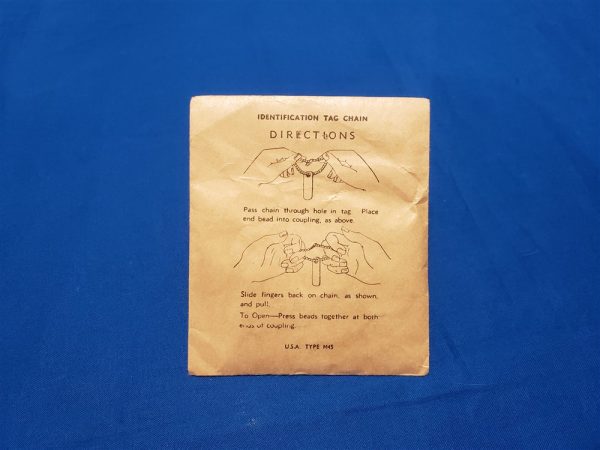 IDENTIFICATION TAG CHAIN
DIRECTIONS
Pass chain through hole in tag. Place
end bead into coupling, as above.
Slide fingers back on chain, as shown,
and pull.
To Open—Press beads together at both
ends of coupling.
U.S.A. TYPE M45